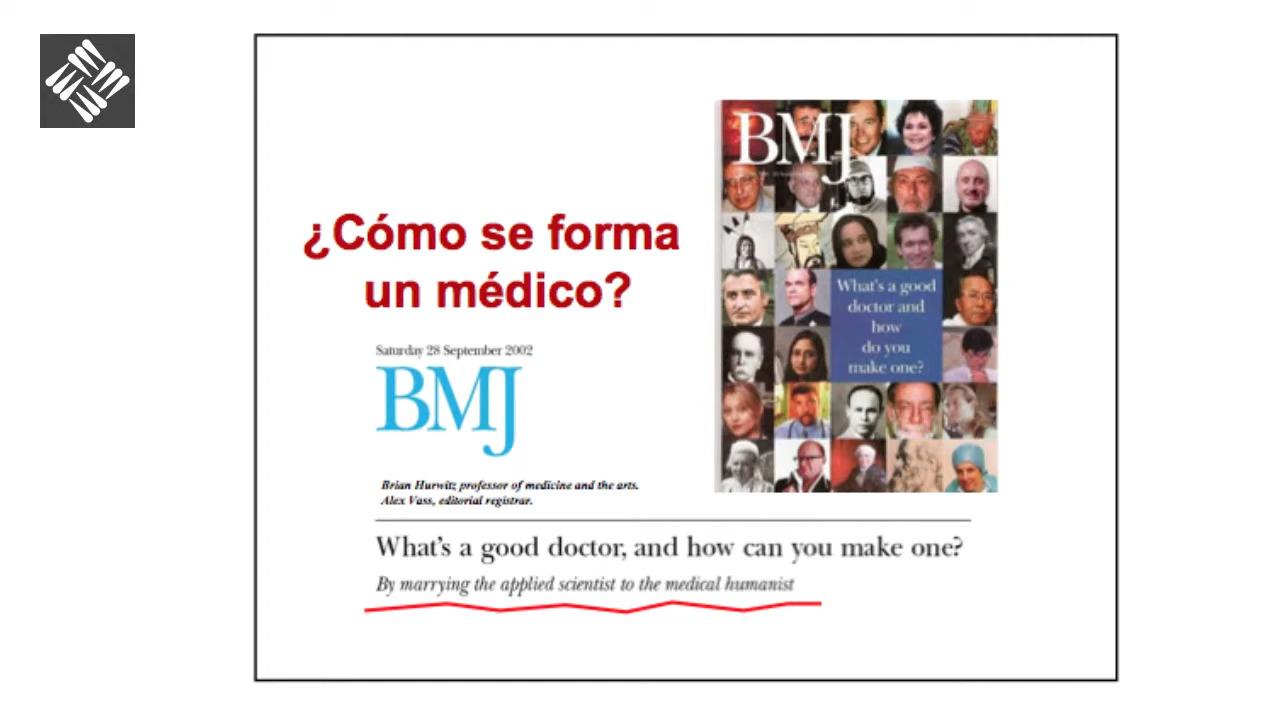 ¿Cómo se forma
un médico?
Saturday 28 September 2002
BMJ
Brian Hurwitz professor of medicine and the arts.
Alex Vass, editorial registrar.
What's a good doctor, and how can you make one?
By marrying the applied scientist to the medical humanist
BMJ
What's a good
doctor and
how
do you
make one?